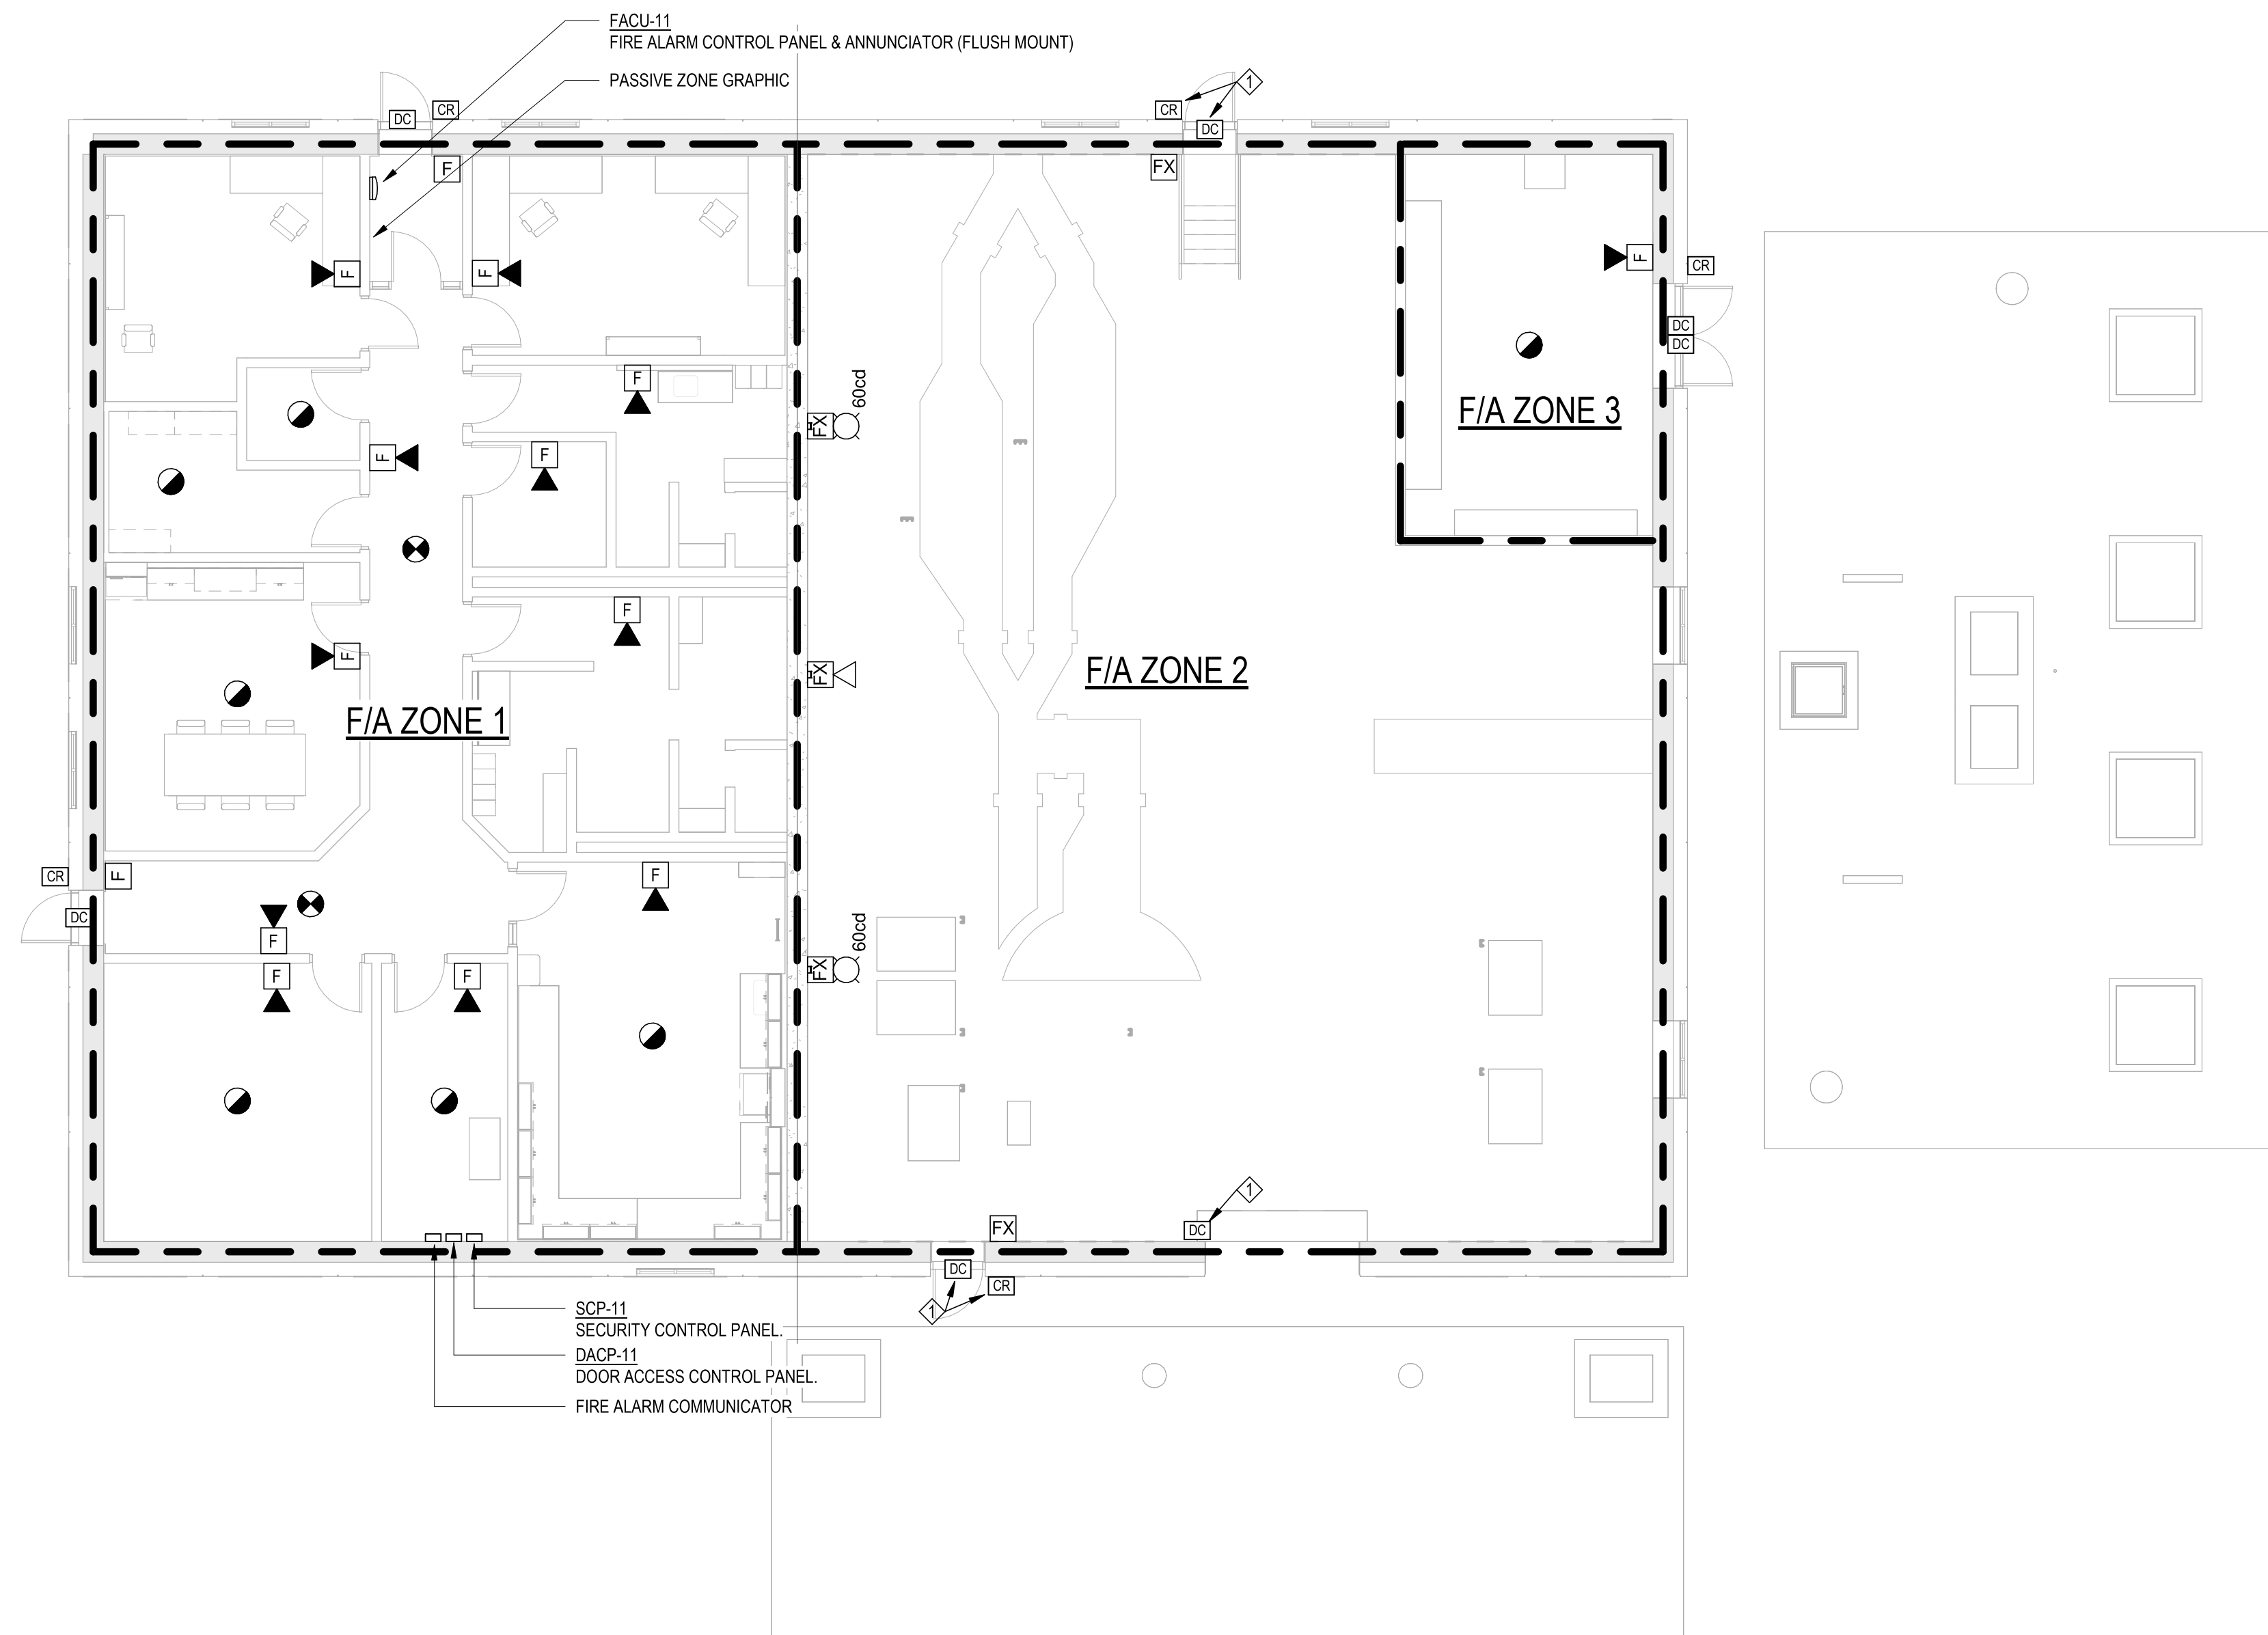 FACU-11
FIRE ALARM CONTROL PANEL & ANNUNCIATOR (FLUSH MOUNT)
PASSIVE ZONE GRAPHIC
1
CR
CR
DC
DC
F
FX
F
F
F
CR
DC
DC
F
60cd
FX
F/A ZONE 3
F
F
F
F
FX
F/A ZONE 2
F/A ZONE 1
CR
F
F
DC
60cd
F
FX
F
F
1
FX
DC
DC
CR
1
SCP-11
SECURITY CONTROL PANEL.
DACP-11
DOOR ACCESS CONTROL PANEL.
FIRE ALARM COMMUNICATOR